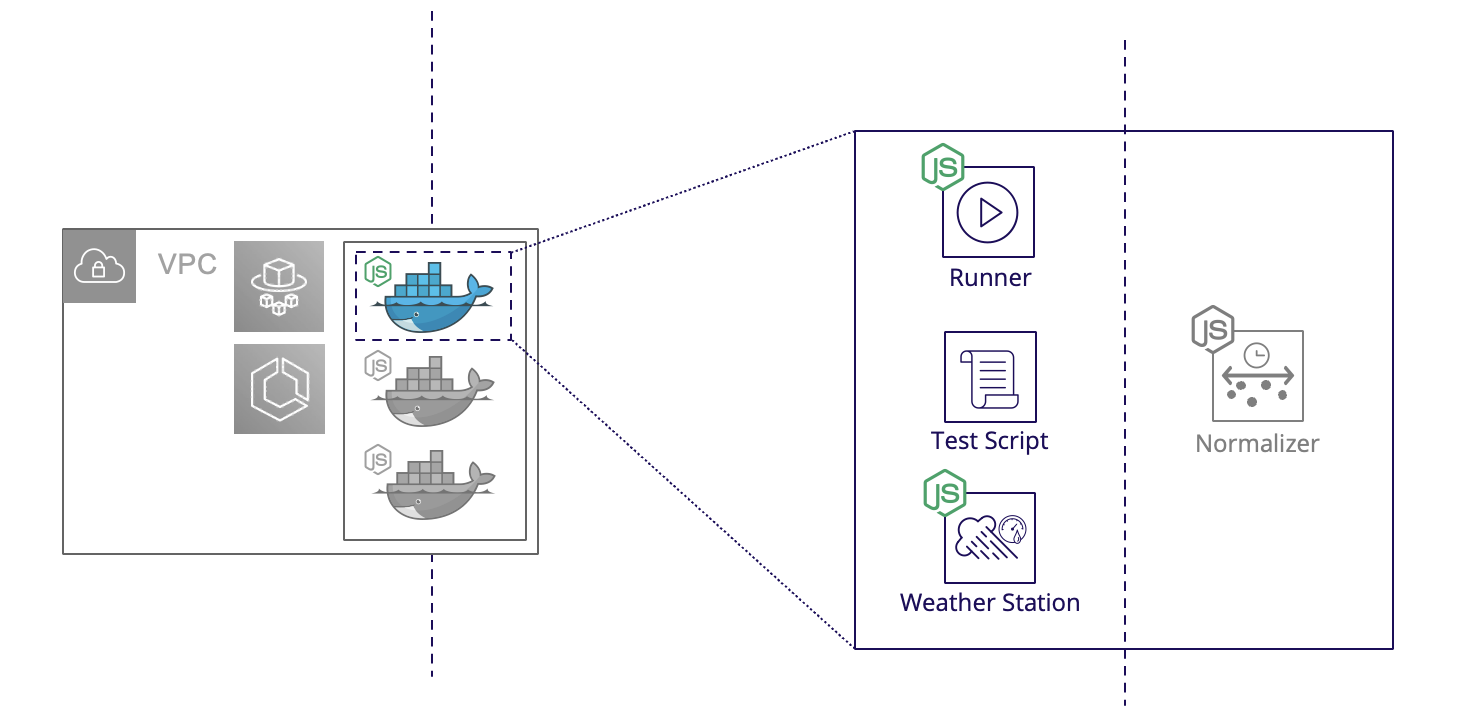 VPC
JS
JS
JS
JS
Runner
Test Script
JS
Weather Station
JS
Normalizer